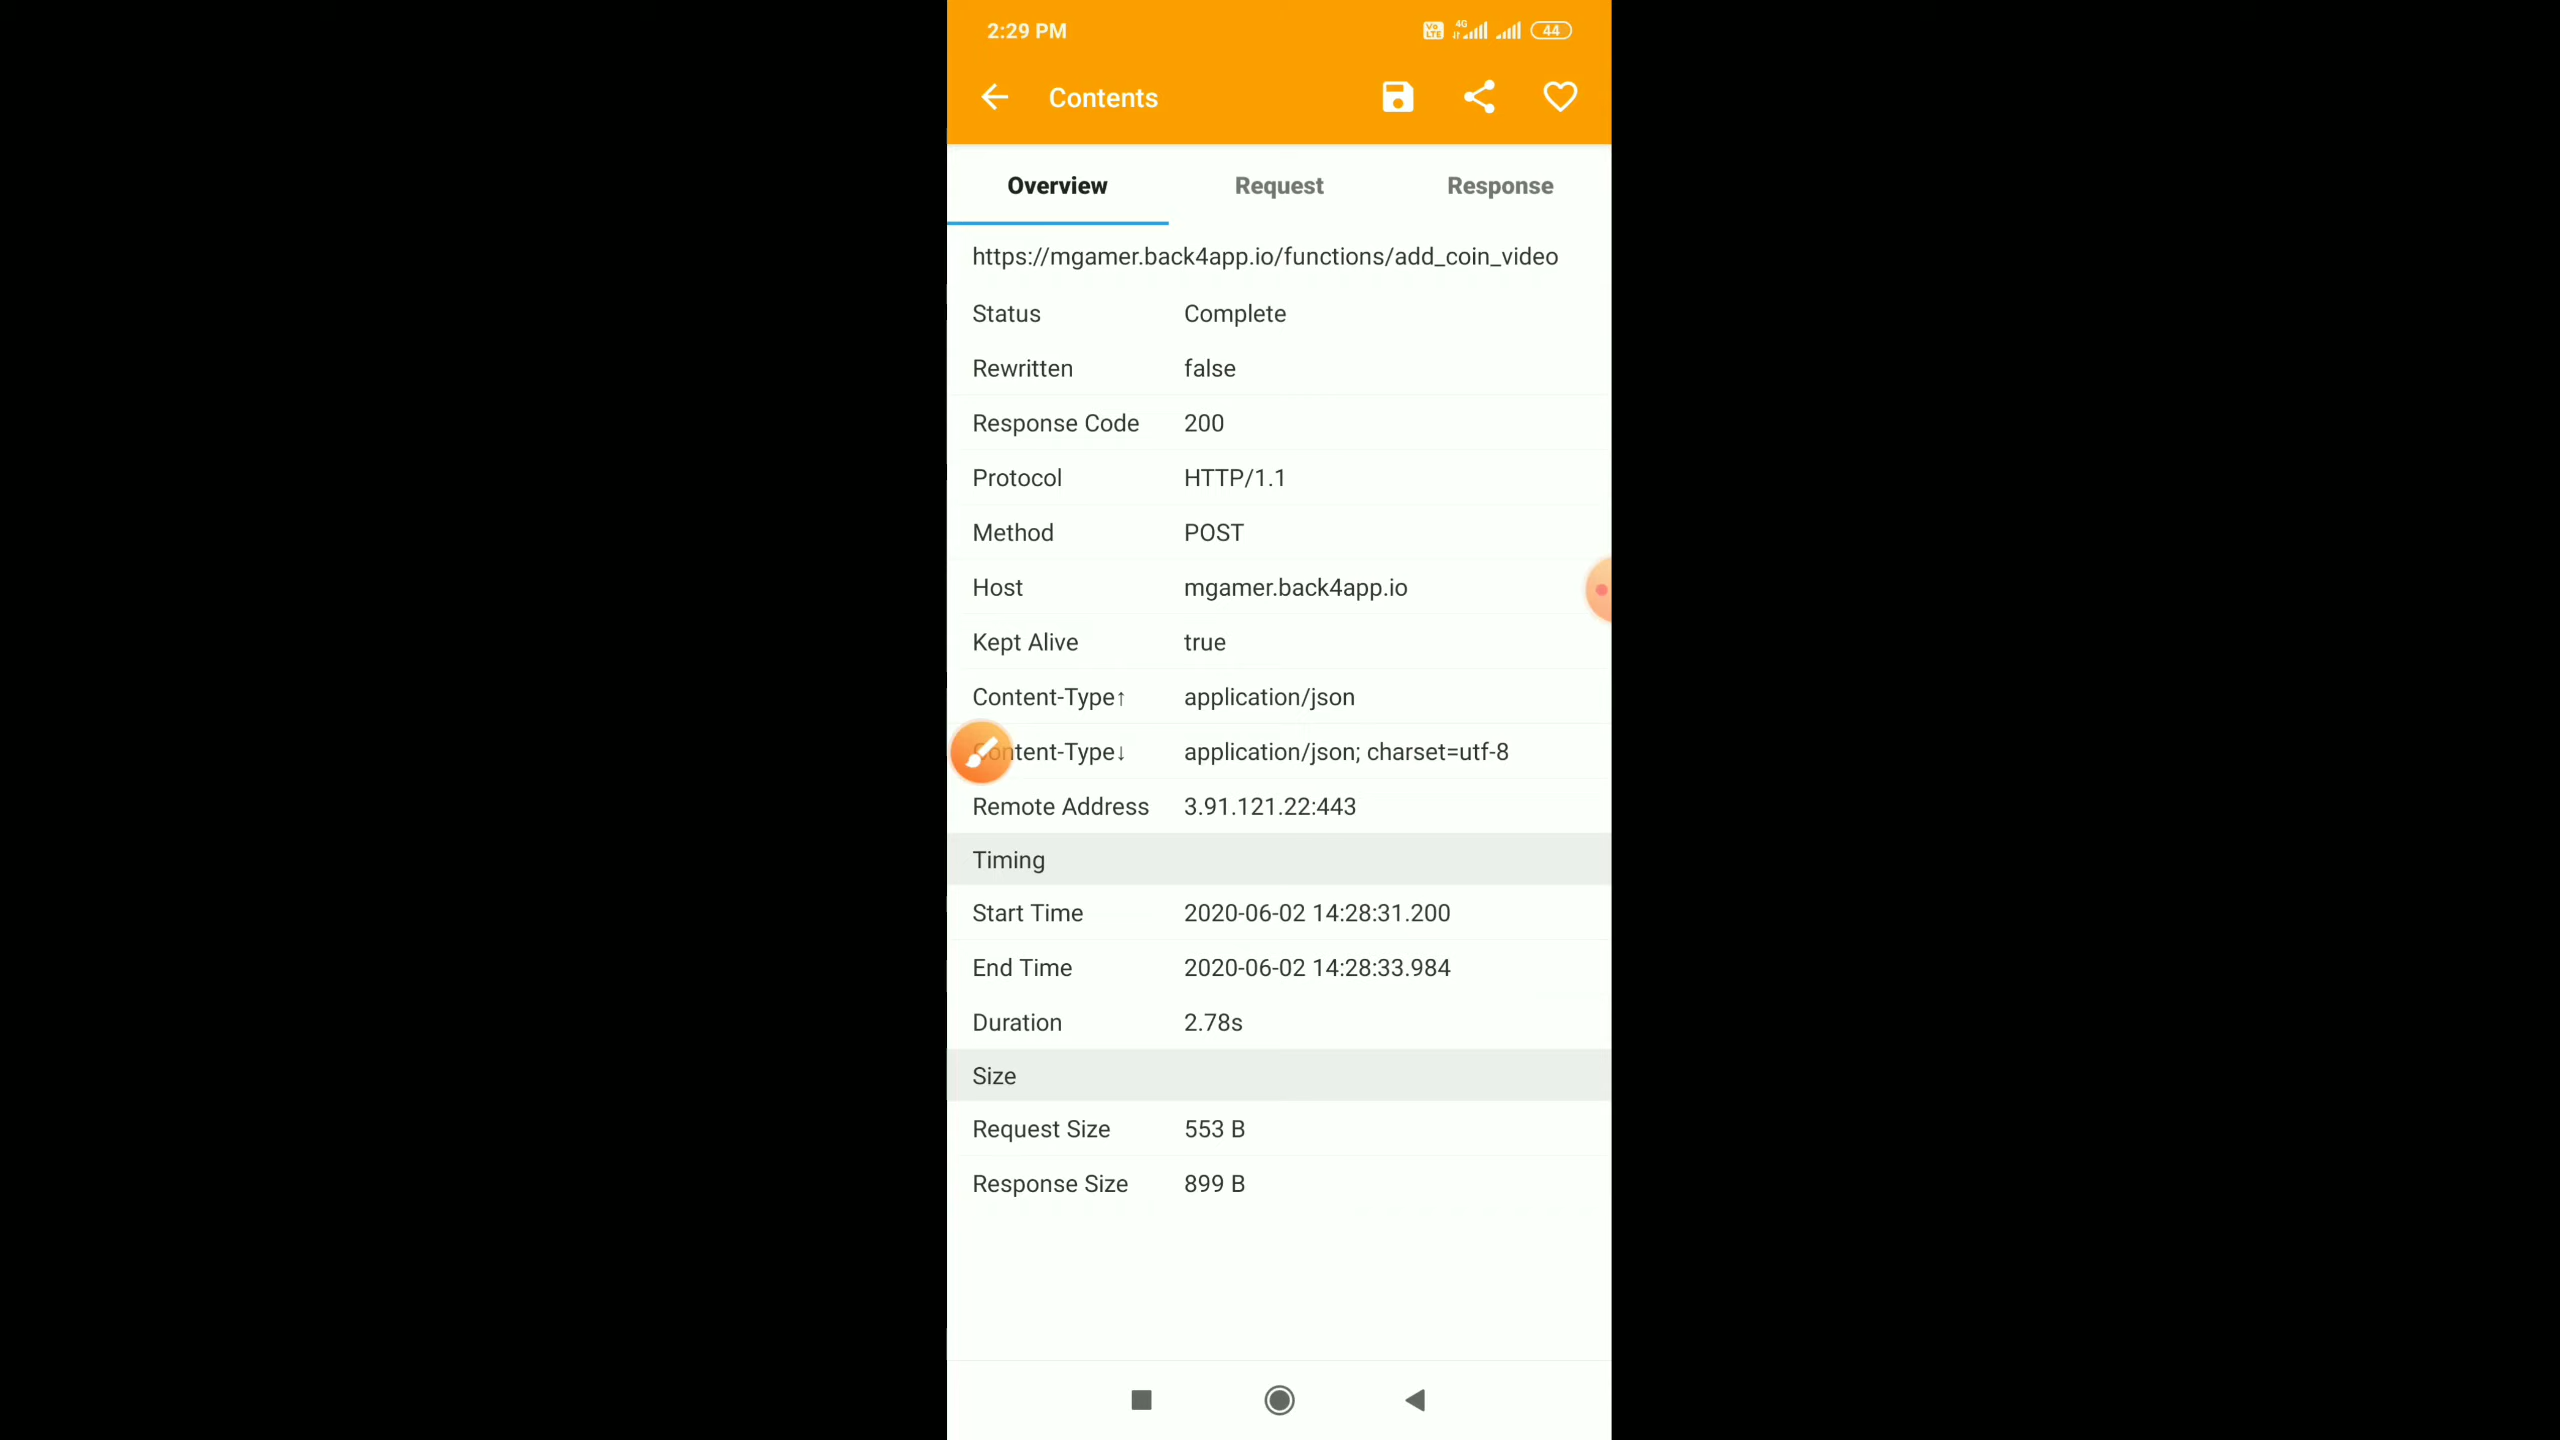 2:29 PM
Vo LTE 4G 44
Contents
Overview Request Response
https://mgamer.back4app.io/functions/add_coin_video
Status Complete
Rewritten false
Response Code 200
Protocol HTTP/1.1
Method POST
Host mgamer.back4app.io
Kept Alive true
Content-Type↑ application/json
ntent-Type↓ application/json; charset=utf-8
Remote Address 3.91.121.22:443
Timing
Start Time 2020-06-02 14:28:31.200
End Time 2020-06-02 14:28:33.984
Duration 2.78s
Size
Request Size 553 B
Response Size 899 B